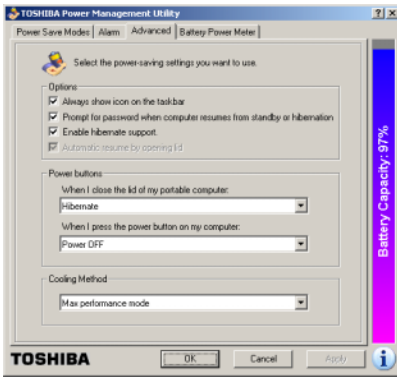 TOSHIBA Power Management Utility
Power Save Modes Alarm Advanced Battery Power Meter
Select the power-saving settings you want to use.
Options
Always show icon on the taskbar
Prompt for password when computer resumes from standby or hibernation
Enable hibernate support.
Automatic resume by opening lid
Power buttons
When I close the lid of my portable computer:
Hibernate
When I press the power button on my computer:
Power OFF
Cooling Method
Max performance mode
Battery Capacity: 97%
TOSHIBA OK Cancel Apply